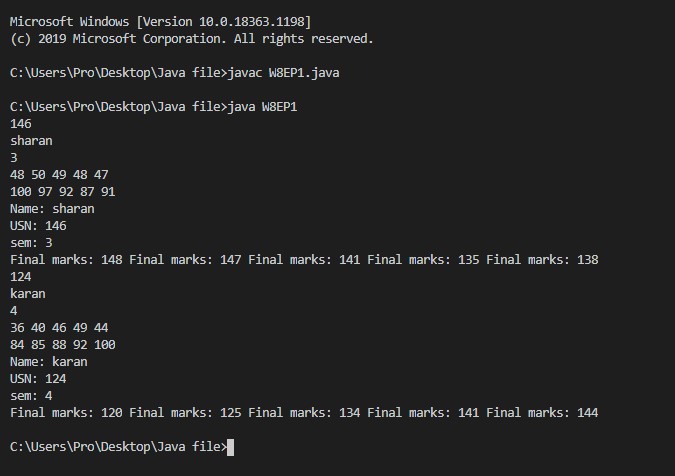 Microsoft Windows [Version 10.0.18363.1198]
(c) 2019 Microsoft Corporation. All rights reserved.
C:\Users\Pro\Desktop\Java file>javac W8EP1.java
C:\Users\Pro\Desktop\Java file>java W8EP1
146
sharan
3
48 50 49 48 47
100 97 92 87 91
Name: sharan
USN: 146
sem: 3
Final marks: 148 Final marks: 147 Final marks: 141 Final marks: 135 Final marks: 138
124
karan
4
36 40 46 49 44
84 85 88 92 100
Name: karan
USN: 124
sem: 4
Final marks: 120 Final marks: 125 Final marks: 134 Final marks: 141 Final marks: 144
C:\Users\Pro\Desktop\Java file>